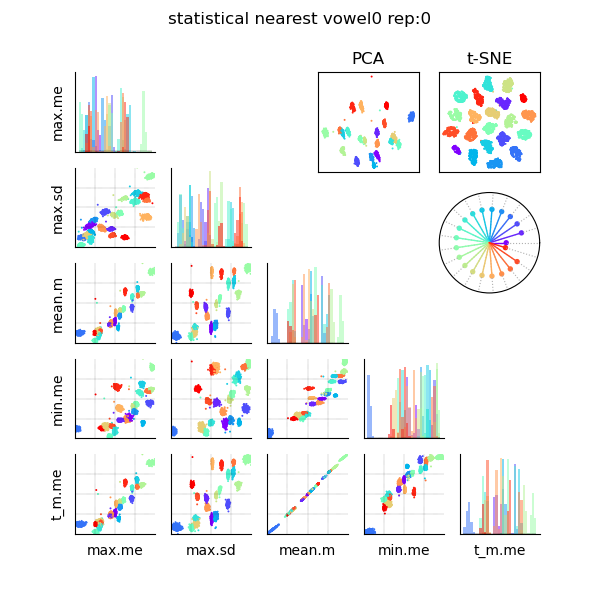 statistical nearest vowel0 rep:0
PCA
t-SNE
max.me
max.sd
mean.m
min.me
t_m.me
max.me
max.sd
mean.m
min.me
t_m.me